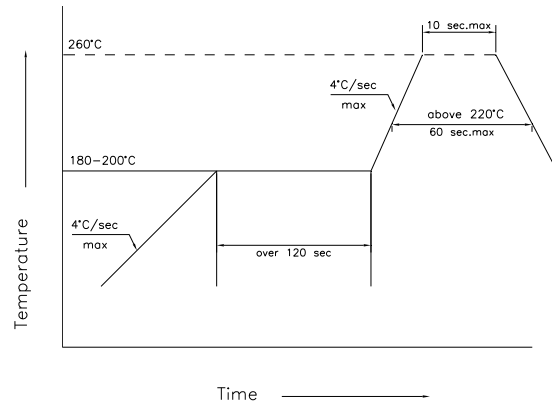 10 sec.max
260°C
4°C/sec
max
above 220°C
60 sec.max
180-200°C
4°C/sec
max
over 120 sec
Temperature
Time